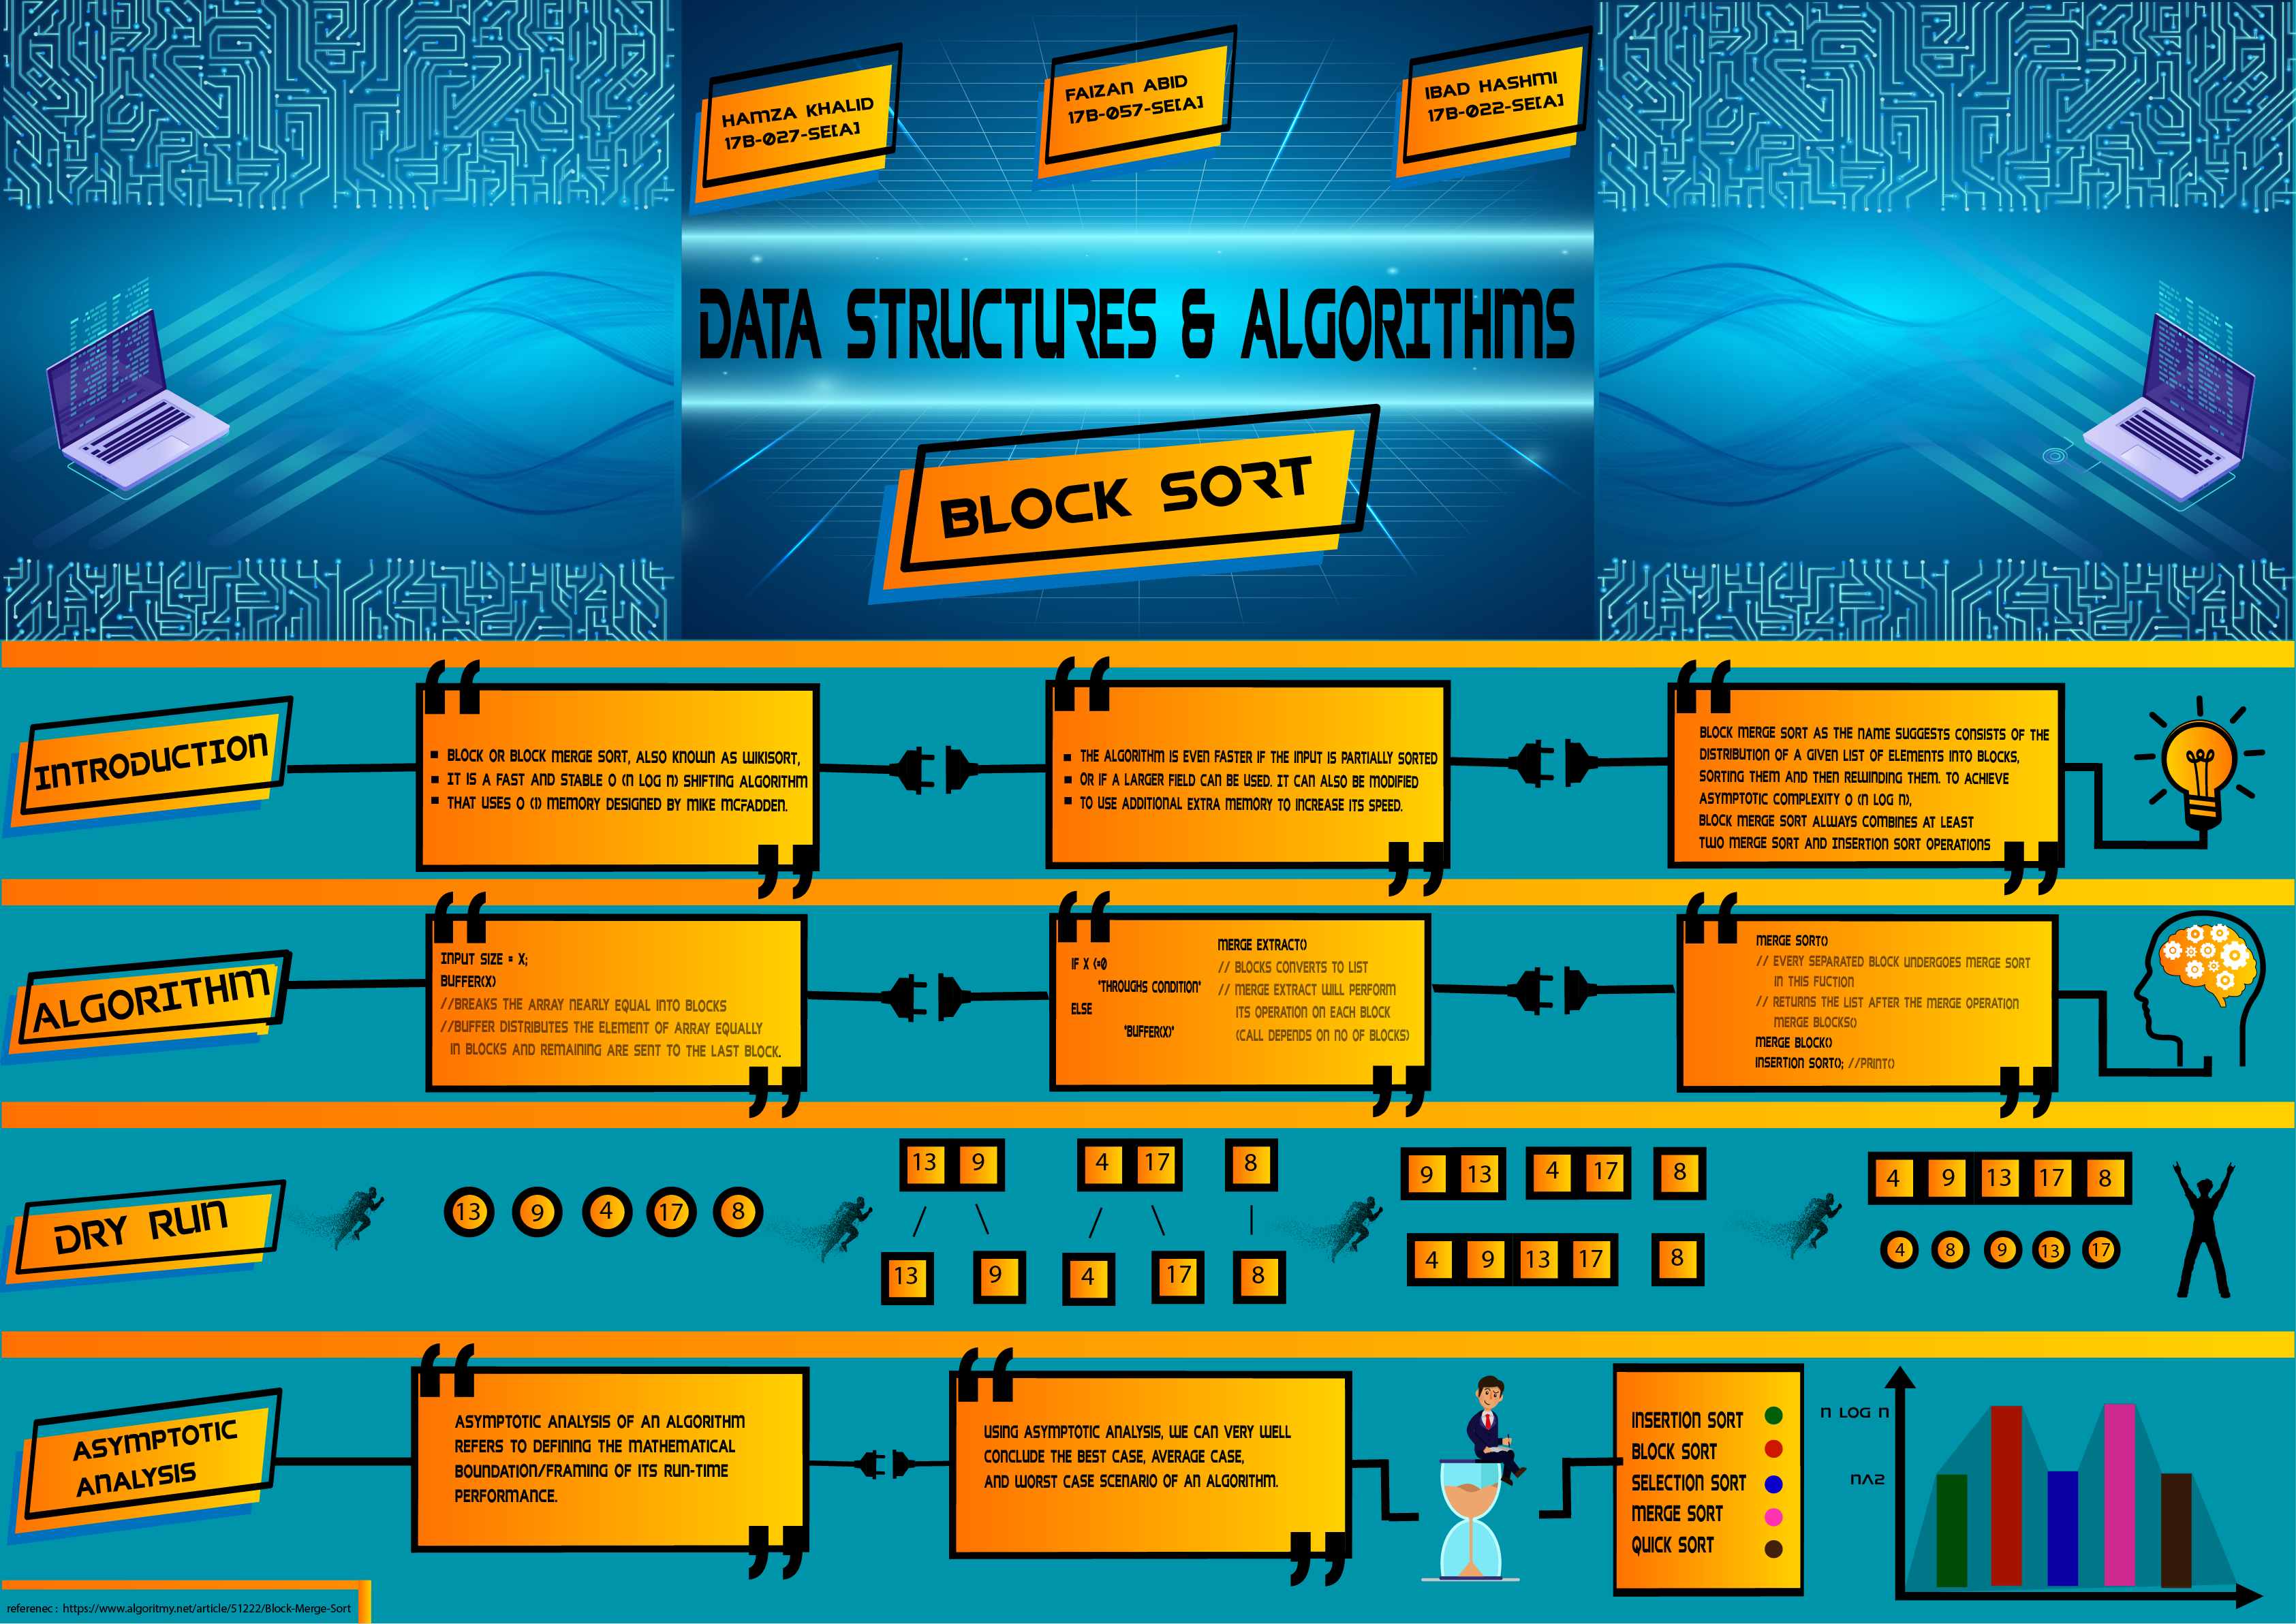 HAMZA KHALID
17B-027-SE[A]
FAIZAN ABID
17B-057-SE[A]
IBAD HASHMI
17B-022-SE[A]
DATA STRUCTURES & ALGORITHMS
BLOCK SORT
INTRODUCTION
BLOCK OR BLOCK MERGE SORT, ALSO KNOWN AS WIKISORT,
IT IS A FAST AND STABLE O (N LOG N) SHIFTING ALGORITHM
THAT USES O (1) MEMORY DESIGNED BY MIKE MCFADDEN.
THE ALGORITHM IS EVEN FASTER IF THE INPUT IS PARTIALLY SORTED
OR IF A LARGER FIELD CAN BE USED. IT CAN ALSO BE MODIFIED
TO USE ADDITIONAL EXTRA MEMORY TO INCREASE ITS SPEED.
BLOCK MERGE SORT AS THE NAME SUGGESTS CONSISTS OF THE
DISTRIBUTION OF A GIVEN LIST OF ELEMENTS INTO BLOCKS,
SORTING THEM AND THEN REWINDING THEM. TO ACHIEVE
ASYMPTOTIC COMPLEXITY O (N LOG N),
BLOCK MERGE SORT ALWAYS COMBINES AT LEAST
TWO MERGE SORT AND INSERTION SORT OPERATIONS
ALGORITHM
INPUT SIZE = X;
BUFFER(X)
//BREAKS THE ARRAY NEARLY EQUAL INTO BLOCKS
//BUFFER DISTRIBUTES THE ELEMENT OF ARRAY EQUALLY
IN BLOCKS AND REMAINING ARE SENT TO THE LAST BLOCK.
IF X <=0
"THROUGHS CONDITION"
ELSE
"BUFFER(X)"
MERGE EXTRACT()
// BLOCKS CONVERTS TO LIST
// MERGE EXTRACT WILL PERFORM
ITS OPERATION ON EACH BLOCK
(CALL DEPENDS ON NO OF BLOCKS)
MERGE SORT()
// EVERY SEPARATED BLOCK UNDERGOES MERGE SORT
IN THIS FUCTION
// RETURNS THE LIST AFTER THE MERGE OPERATION
MERGE BLOCKS()
MERGE BLOCK()
INSERTION SORT(); //PRINT()
DRY RUN
13 9 4 17 8
13 9 4 17 8
13 9 4 17 8
9 13 4 17 8
4 9 13 17 8
4 9 13 17 8
4 8 9 13 17
ASYMPTOTIC
ANALYSIS
ASYMPTOTIC ANALYSIS OF AN ALGORITHM
REFERS TO DEFINING THE MATHEMATICAL
BOUNDATION/FRAMING OF ITS RUN-TIME
PERFORMANCE.
USING ASYMPTOTIC ANALYSIS, WE CAN VERY WELL
CONCLUDE THE BEST CASE, AVERAGE CASE,
AND WORST CASE SCENARIO OF AN ALGORITHM.
INSERTION SORT
BLOCK SORT
SELECTION SORT
MERGE SORT
QUICK SORT
N LOG N
N^2
referenec : https://www.algoritmy.net/article/51222/Block-Merge-Sort